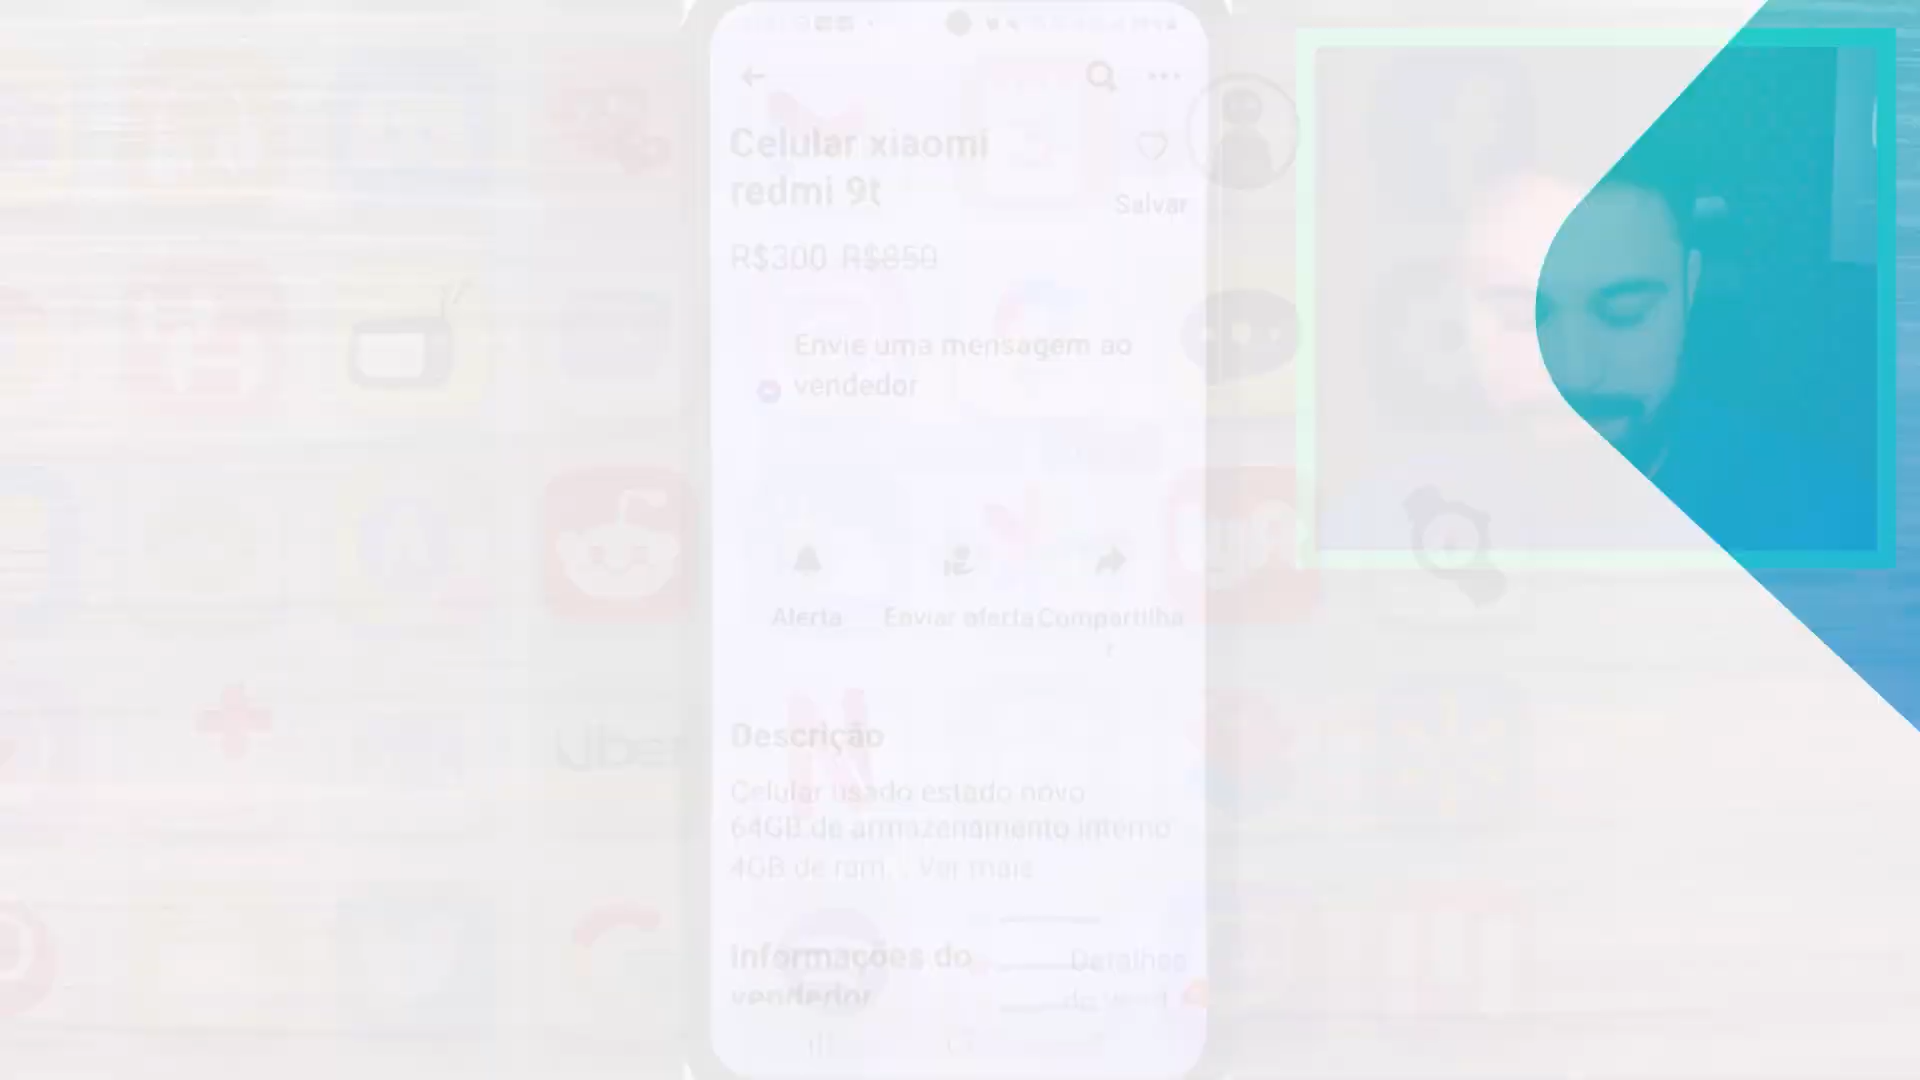 Celular xiaomi
redmi 9t
Salvar
R$300 R$850
Envie uma mensagem ao
vendedor
Alerta
Enviar oferta
Compartilha
r
Descrição
Celular usado estado novo
64GB de armazenamento interno
4GB de ram... Ver mais
Informações do
vendedor
Detalhes
Uber